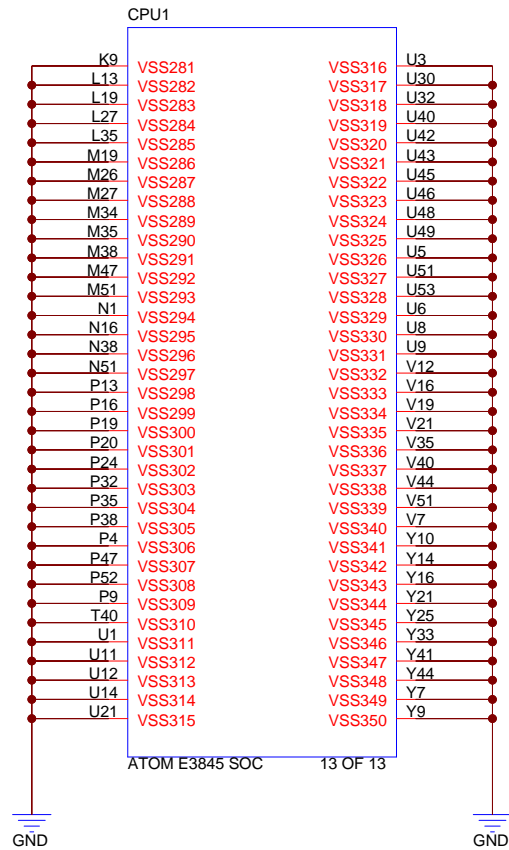 CPU1
K9 VSS281 VSS316 U3
L13 VSS282 VSS317 U30
L19 VSS283 VSS318 U32
L27 VSS284 VSS319 U40
L35 VSS285 VSS320 U42
M19 VSS286 VSS321 U43
M26 VSS287 VSS322 U45
M27 VSS288 VSS323 U46
M34 VSS289 VSS324 U48
M35 VSS290 VSS325 U49
M38 VSS291 VSS326 U5
M47 VSS292 VSS327 U51
M51 VSS293 VSS328 U53
N1 VSS294 VSS329 U6
N16 VSS295 VSS330 U8
N38 VSS296 VSS331 U9
N51 VSS297 VSS332 V12
P13 VSS298 VSS333 V16
P16 VSS299 VSS334 V19
P19 VSS300 VSS335 V21
P20 VSS301 VSS336 V35
P24 VSS302 VSS337 V40
P32 VSS303 VSS338 V44
P35 VSS304 VSS339 V51
P38 VSS305 VSS340 V7
P4 VSS306 VSS341 Y10
P47 VSS307 VSS342 Y14
P52 VSS308 VSS343 Y16
P9 VSS309 VSS344 Y21
T40 VSS310 VSS345 Y25
U1 VSS311 VSS346 Y33
U11 VSS312 VSS347 Y41
U12 VSS313 VSS348 Y44
U14 VSS314 VSS349 Y7
U21 VSS315 VSS350 Y9
ATOM E3845 SOC 13 OF 13
GND GND